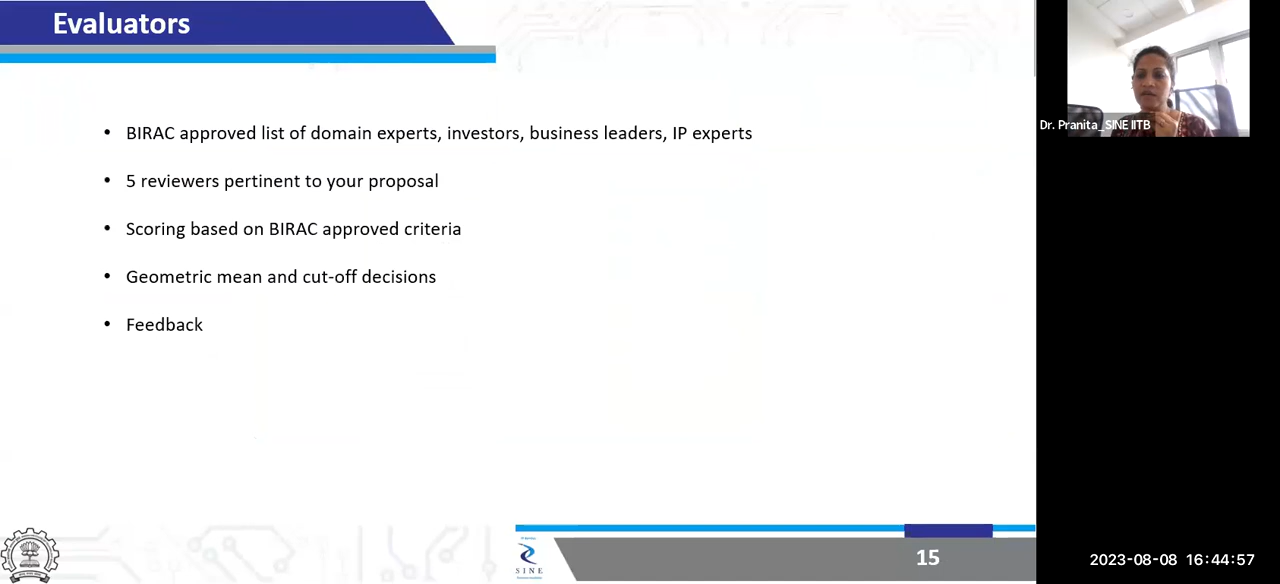 Evaluators
• BIRAC approved list of domain experts, investors, business leaders, IP experts
• 5 reviewers pertinent to your proposal
• Scoring based on BIRAC approved criteria
• Geometric mean and cut-off decisions
• Feedback
Dr. Pranita_SINE IITB
SINE
15
2023-08-08 16:44:57